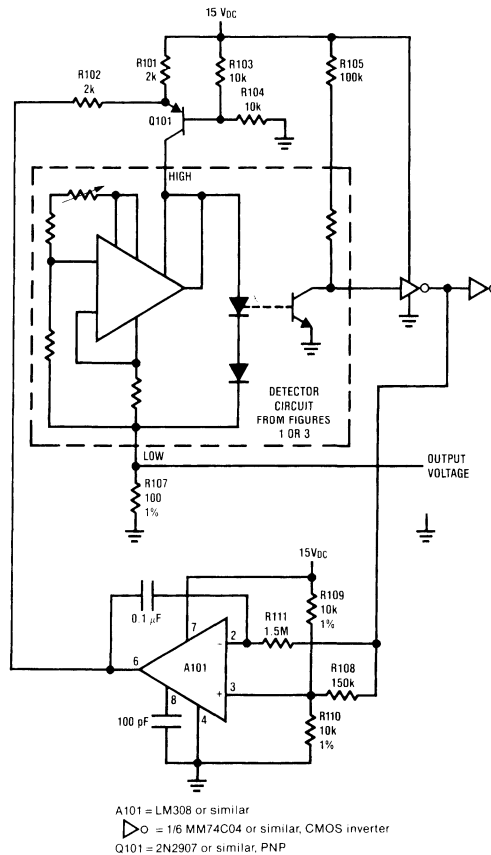 15 VDC
R101
2k
R103
10k
R105
100k
R102
2k
R104
10k
Q101
HIGH
DETECTOR
CIRCUIT
FROM FIGURES
1 OR 3
LOW
OUTPUT
VOLTAGE
R107
100
1%
15VDC
R109
10k
1%
0.1 μF
7
R111
1.5M
2
-
6
A101
R108
150k
3
+
8
4
100 pF
R110
10k
1%
A101 = LM308 or similar
= 1/6 MM74C04 or similar, CMOS inverter
Q101 = 2N2907 or similar, PNP